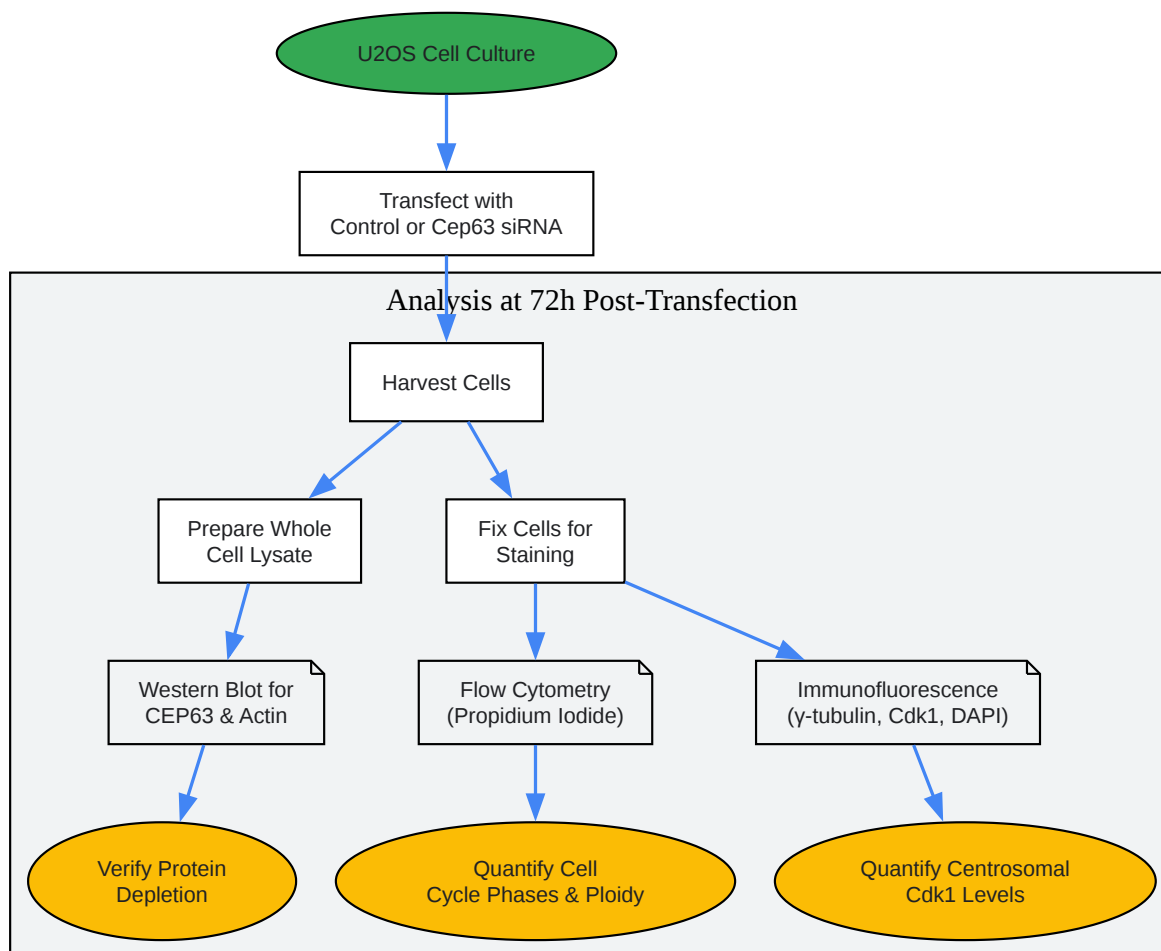 U2OS Cell Culture
Transfect with
Control or Cep63 siRNA
Analysis at 72h Post-Transfection
Harvest Cells
Prepare Whole
Cell Lysate
Fix Cells for
Staining
Western Blot for
CEP63 & Actin
Flow Cytometry
(Propidium Iodide)
Immunofluorescence
(γ-tubulin, Cdk1, DAPI)
Verify Protein
Depletion
Quantify Cell
Cycle Phases & Ploidy
Quantify Centrosomal
Cdk1 Levels